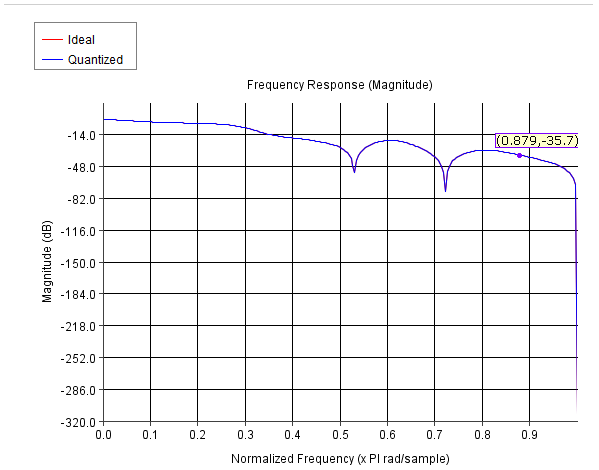 Ideal
Quantized
Frequency Response (Magnitude)
(0.879,-35.7)
Magnitude (dB)
-14.0
-48.0
-82.0
-116.0
-150.0
-184.0
-218.0
-252.0
-286.0
-320.0
0.0 0.1 0.2 0.3 0.4 0.5 0.6 0.7 0.8 0.9
Normalized Frequency (x PI rad/sample)